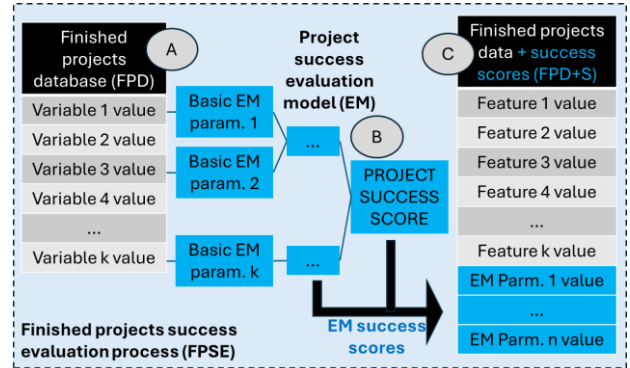 Finished
projects
database (FPD)
A
Variable 1 value
Variable 2 value
Variable 3 value
Variable 4 value
...
Variable k value
Basic EM
param. 1
Basic EM
param. 2
Basic EM
param. k
Project
success
evaluation
model (EM)
...
...
B
PROJECT
SUCCESS
SCORE
EM success
scores
C
Finished projects
data + success
scores (FPD+S)
Feature 1 value
Feature 2 value
Feature 3 value
Feature 4 value
...
Feature k value
EM Parm. 1 value
...
EM Parm. n value
Finished projects success
evaluation process (FPSE)